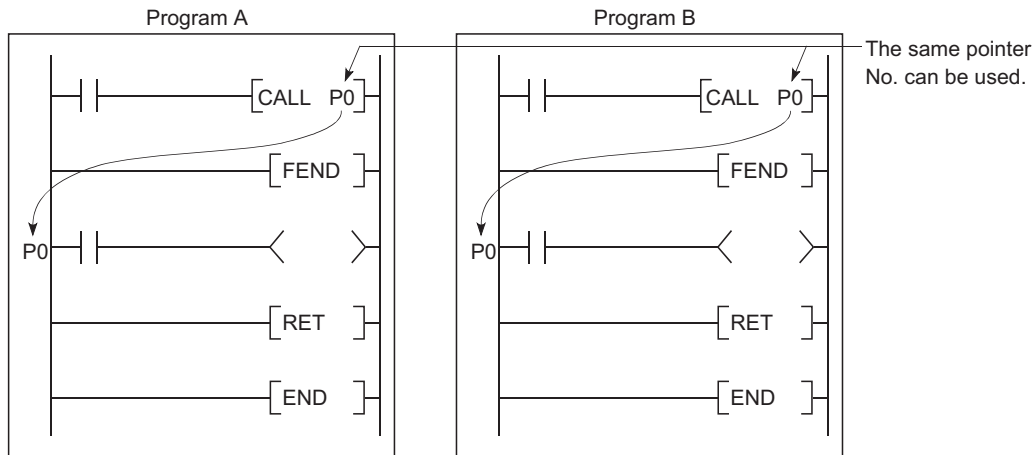 Program A
CALL P0
FEND
P0
RET
END
Program B
CALL P0
FEND
P0
RET
END
The same pointer
No. can be used.